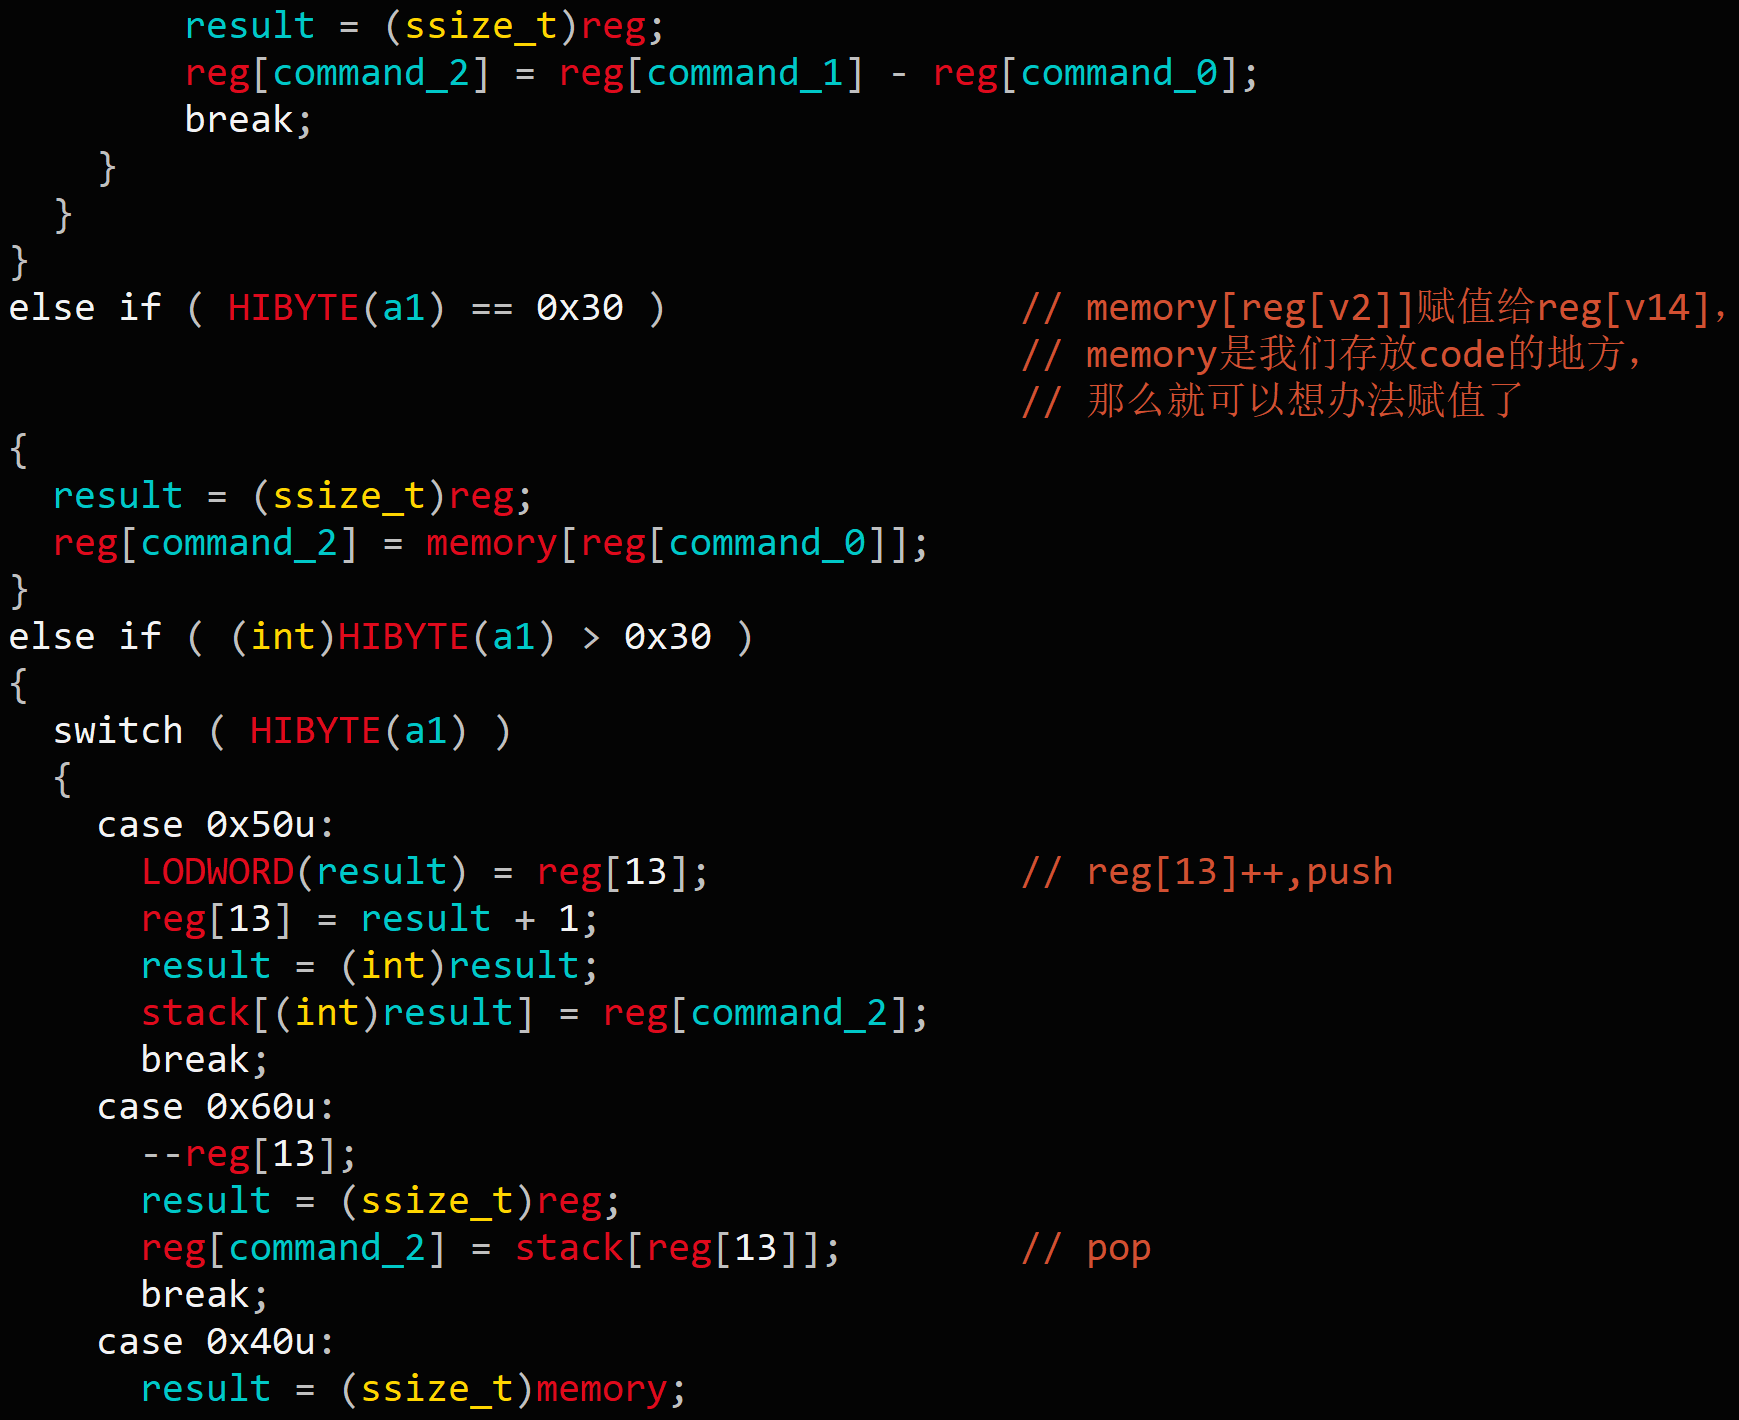 result = (ssize_t)reg;
        reg[command_2] = reg[command_1] - reg[command_0];
        break;
    }
  }
}
else if ( HIBYTE(a1) == 0x30 )                // memory[reg[v2]]赋值给reg[v14]，
                                              // memory是我们存放code的地方，
                                              // 那么就可以想办法赋值了
{
  result = (ssize_t)reg;
  reg[command_2] = memory[reg[command_0]];
}
else if ( (int)HIBYTE(a1) > 0x30 )
{
  switch ( HIBYTE(a1) )
  {
    case 0x50u:
      LODWORD(result) = reg[13];              // reg[13]++,push
      reg[13] = result + 1;
      result = (int)result;
      stack[(int)result] = reg[command_2];
      break;
    case 0x60u:
      --reg[13];
      result = (ssize_t)reg;
      reg[command_2] = stack[reg[13]];        // pop
      break;
    case 0x40u:
      result = (ssize_t)memory;